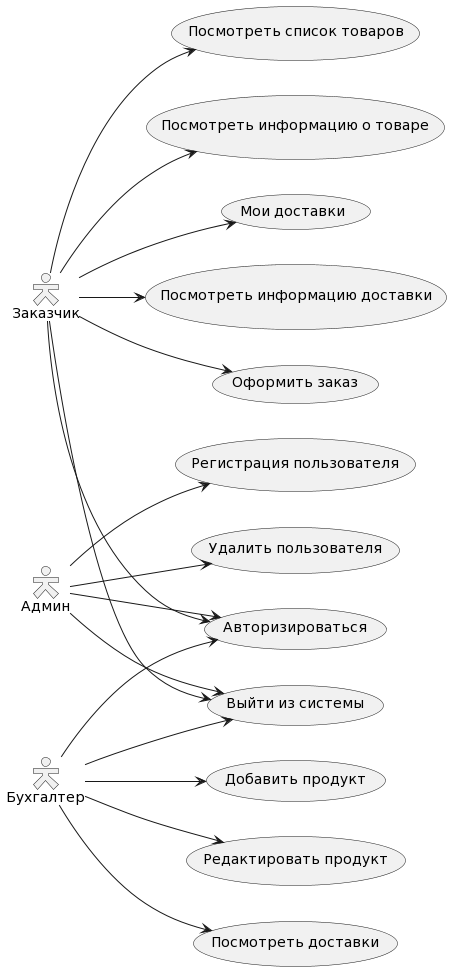 Посмотреть список товаров
Посмотреть информацию о товаре
Мои доставки
Посмотреть информацию доставки
Заказчик
Оформить заказ
Регистрация пользователя
Удалить пользователя
Админ
Авторизироваться
Выйти из системы
Добавить продукт
Бухгалтер
Редактировать продукт
Посмотреть доставки